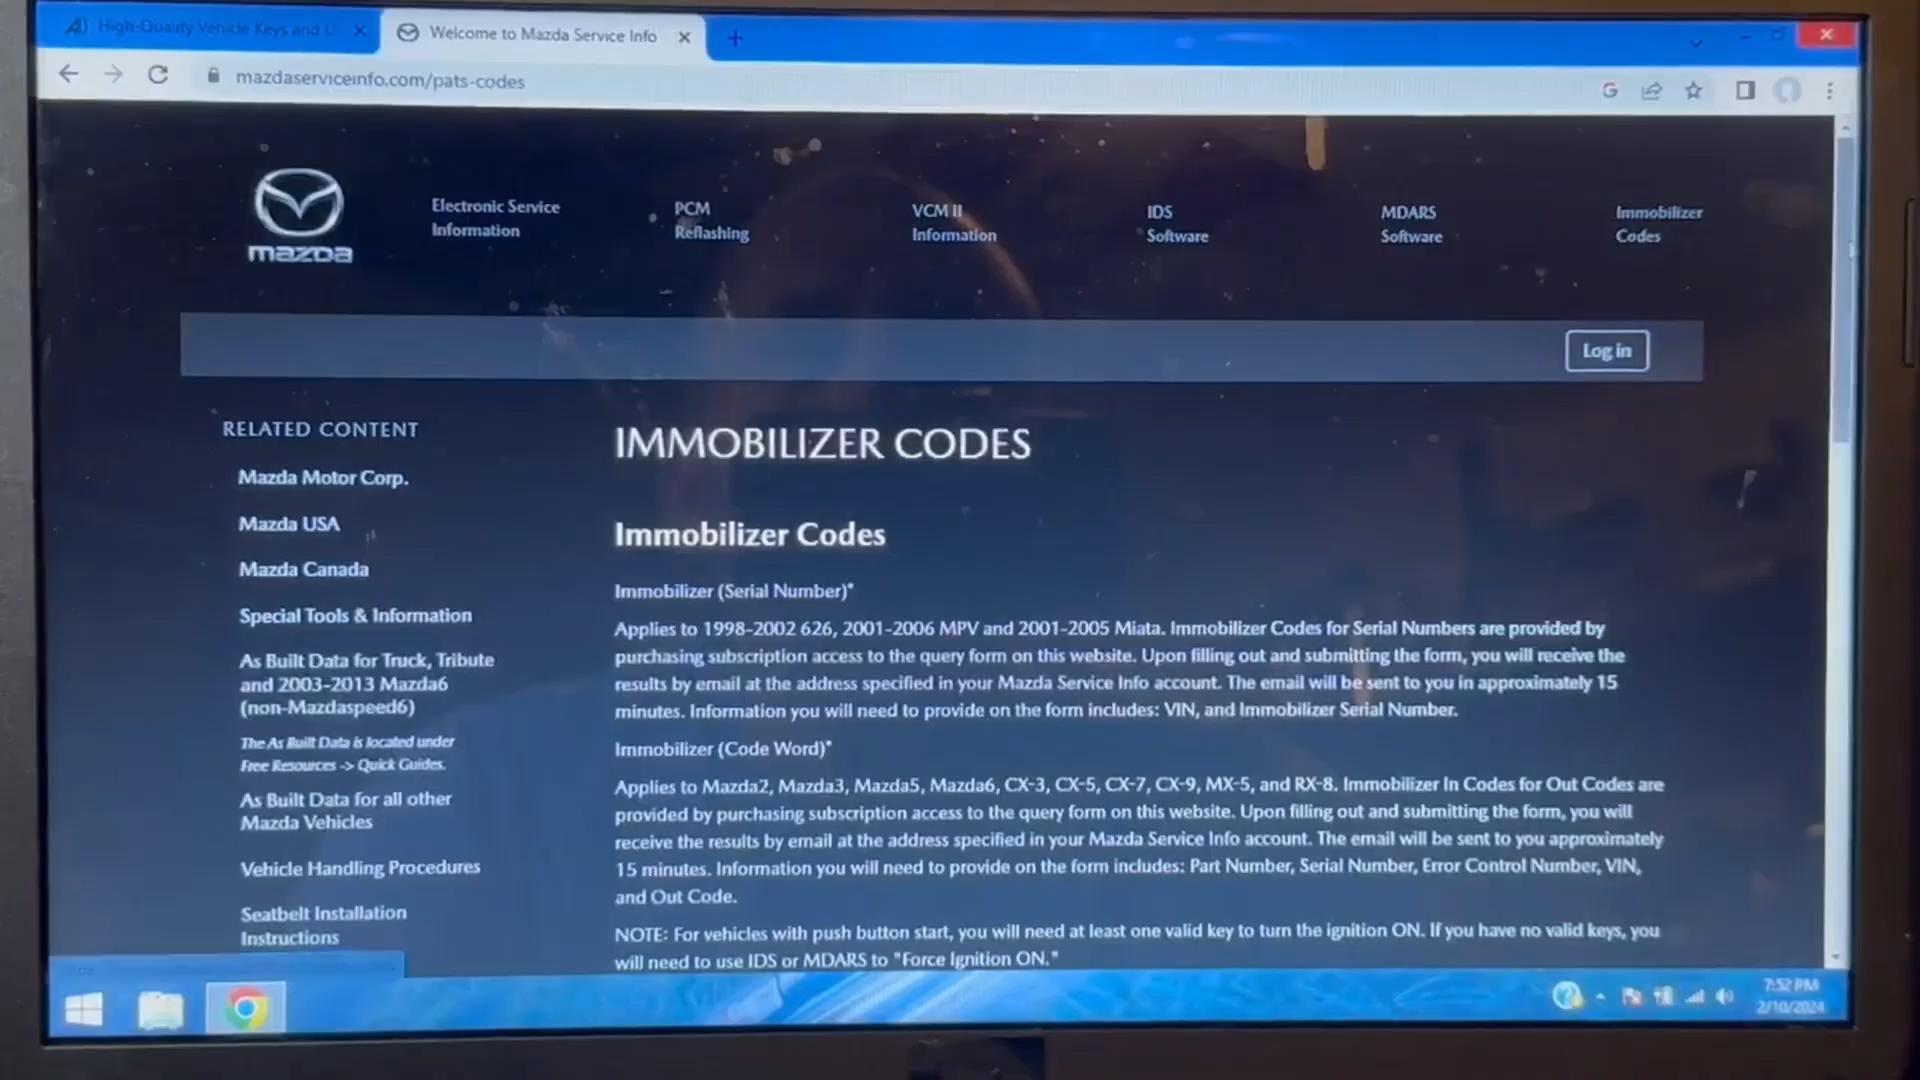 High-Quality Vehicle Keys and D
Welcome to Mazda Service Info
mazdaserviceinfo.com/pats-codes
mazda
Electronic Service
Information
PCM
Reflashing
VCM II
Information
IDS
Software
MDARS
Software
Immobilizer
Codes
Log in
RELATED CONTENT
Mazda Motor Corp.
Mazda USA
Mazda Canada
Special Tools & Information
As Built Data for Truck, Tribute
and 2003-2013 Mazda6
(non-Mazdaspeed6)
The As Built Data is located under
Free Resources -> Quick Guides.
As Built Data for all other
Mazda Vehicles
Vehicle Handling Procedures
Seatbelt Installation
Instructions
IMMOBILIZER CODES
Immobilizer Codes
Immobilizer (Serial Number)*
Applies to 1998-2002 626, 2001-2006 MPV and 2001-2005 Miata. Immobilizer Codes for Serial Numbers are provided by
purchasing subscription access to the query form on this website. Upon filling out and submitting the form, you will receive the
results by email at the address specified in your Mazda Service Info account. The email will be sent to you in approximately 15
minutes. Information you will need to provide on the form includes: VIN, and Immobilizer Serial Number.
Immobilizer (Code Word)*
Applies to Mazda2, Mazda3, Mazda5, Mazda6, CX-3, CX-5, CX-7, CX-9, MX-5, and RX-8. Immobilizer In Codes for Out Codes are
provided by purchasing subscription access to the query form on this website. Upon filling out and submitting the form, you will
receive the results by email at the address specified in your Mazda Service Info account. The email will be sent to you approximately
15 minutes. Information you will need to provide on the form includes: Part Number, Serial Number, Error Control Number, VIN,
and Out Code.
NOTE: For vehicles with push button start, you will need at least one valid key to turn the ignition ON. If you have no valid keys, you
will need to use IDS or MDARS to "Force Ignition ON."
7:52 PM
2/10/2024